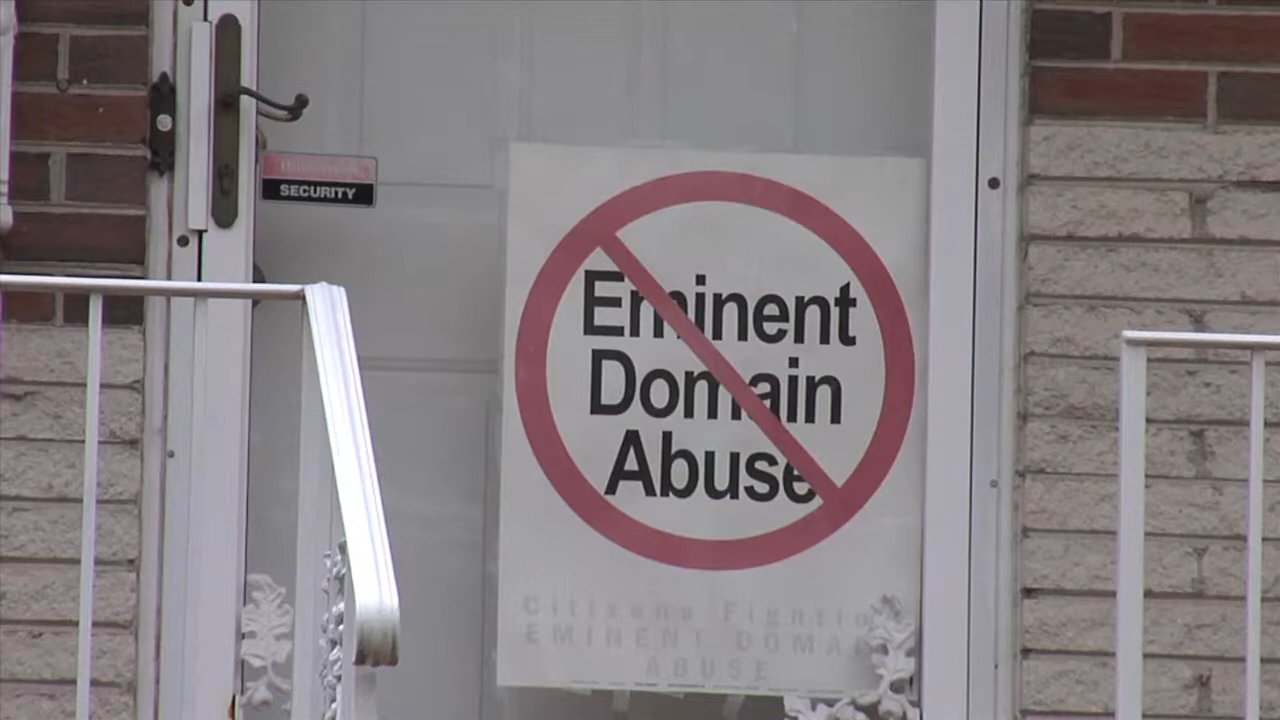 SECURITY
Eminent
Domain
Abuse
Citizens Fighting
EMINENT DOMAIN
ABUSE